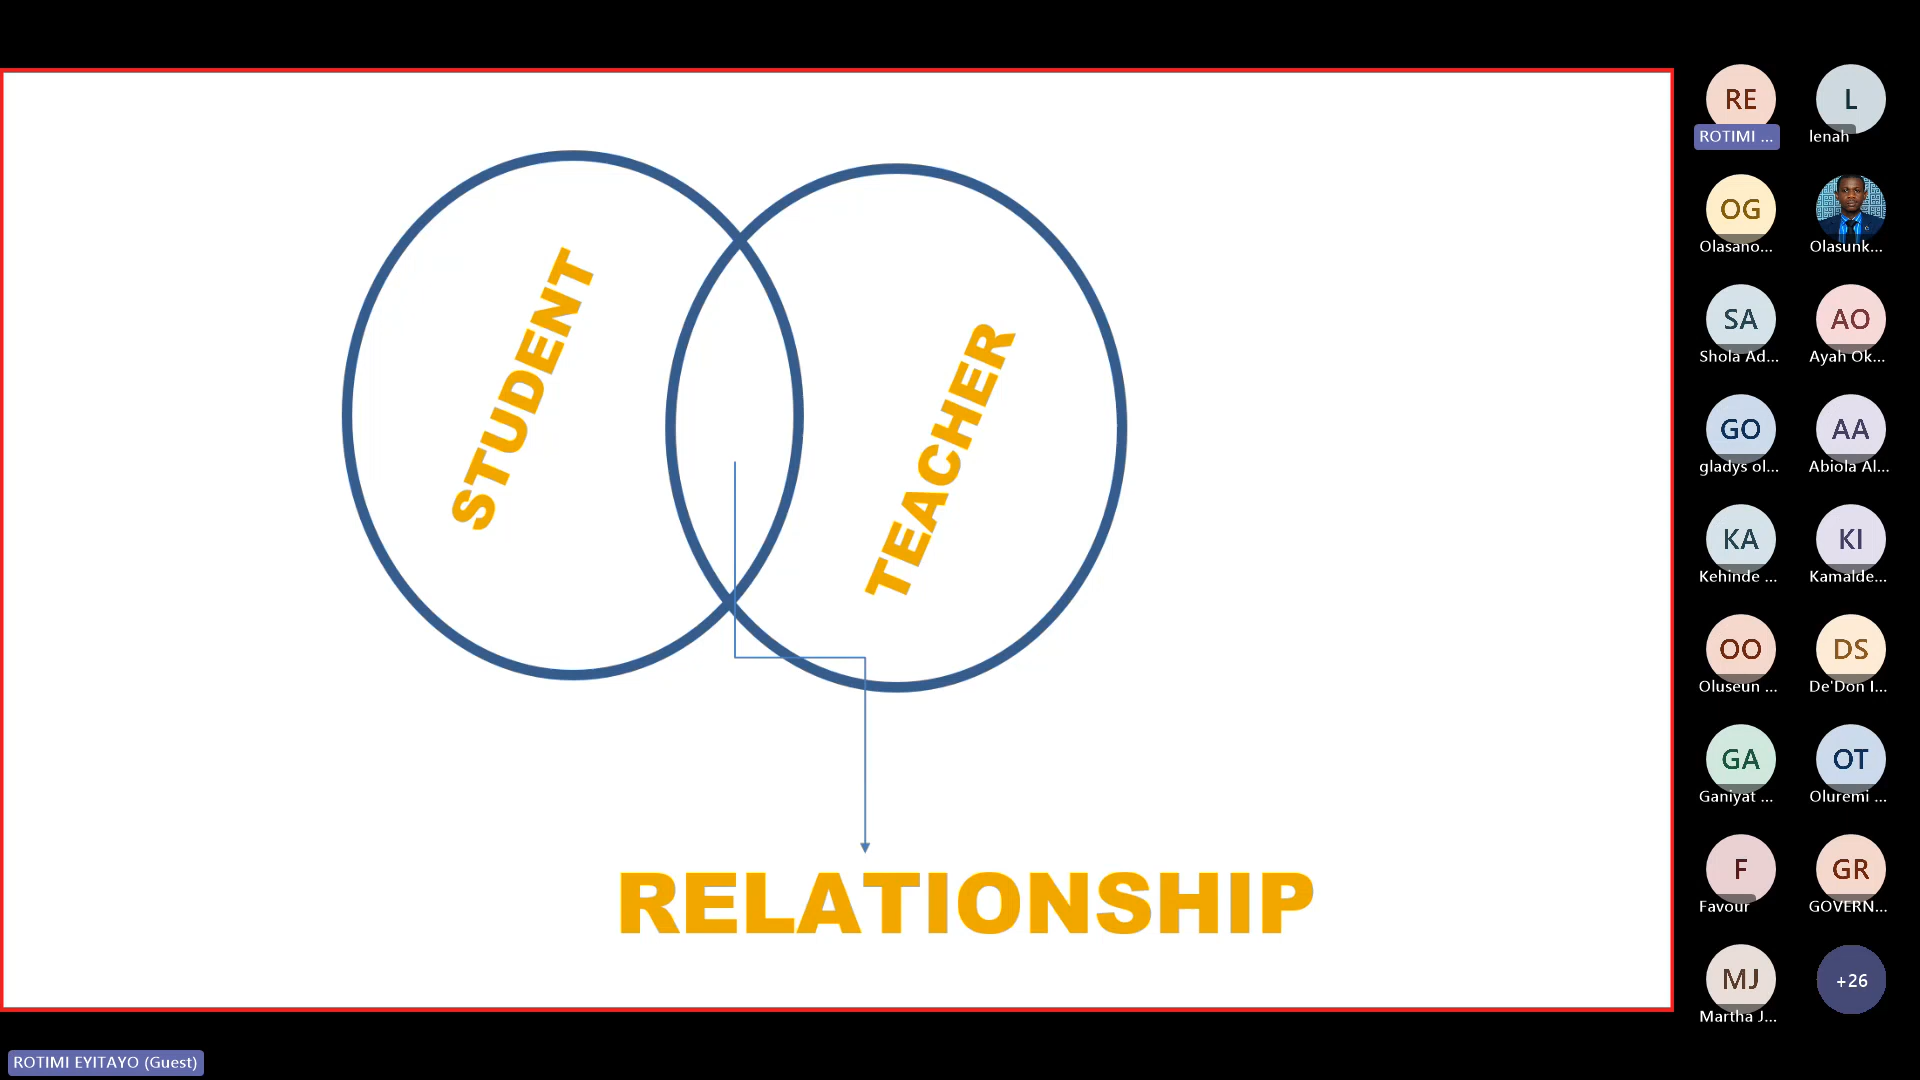 STUDENT
TEACHER
RELATIONSHIP
RE
ROTIMI ...
L
lenah
OG
Olasano...
Olasunk...
SA
Shola Ad...
AO
Ayah Ok...
GO
gladys ol...
AA
Abiola Al...
KA
Kehinde ...
KI
Kamalde...
OO
Oluseun ...
DS
De'Don I...
GA
Ganiyat ...
OT
Oluremi ...
F
Favour
GR
GOVERN...
MJ
Martha J...
+26
ROTIMI EYITAYO (Guest)